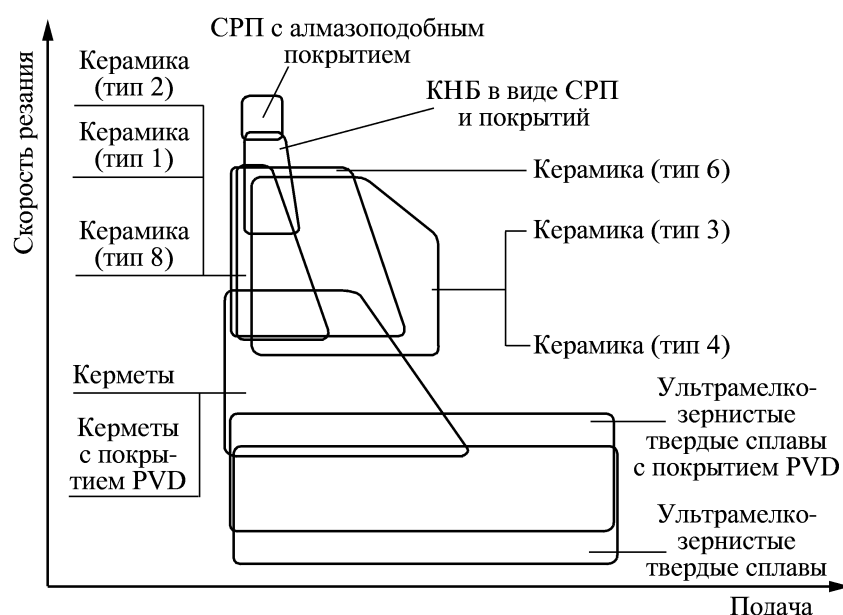 Скорость резания
СРП с алмазоподобным
покрытием
Керамика
(тип 2)
КНБ в виде СРП
и покрытий
Керамика
(тип 1)
Керамика (тип 6)
Керамика
(тип 8)
Керамика (тип 3)
Керамика (тип 4)
Керметы
Керметы
с покры-
тием PVD
Ультрамелко-
зернистые
твердые сплавы
с покрытием PVD
Ультрамелко-
зернистые
твердые сплавы
Подача